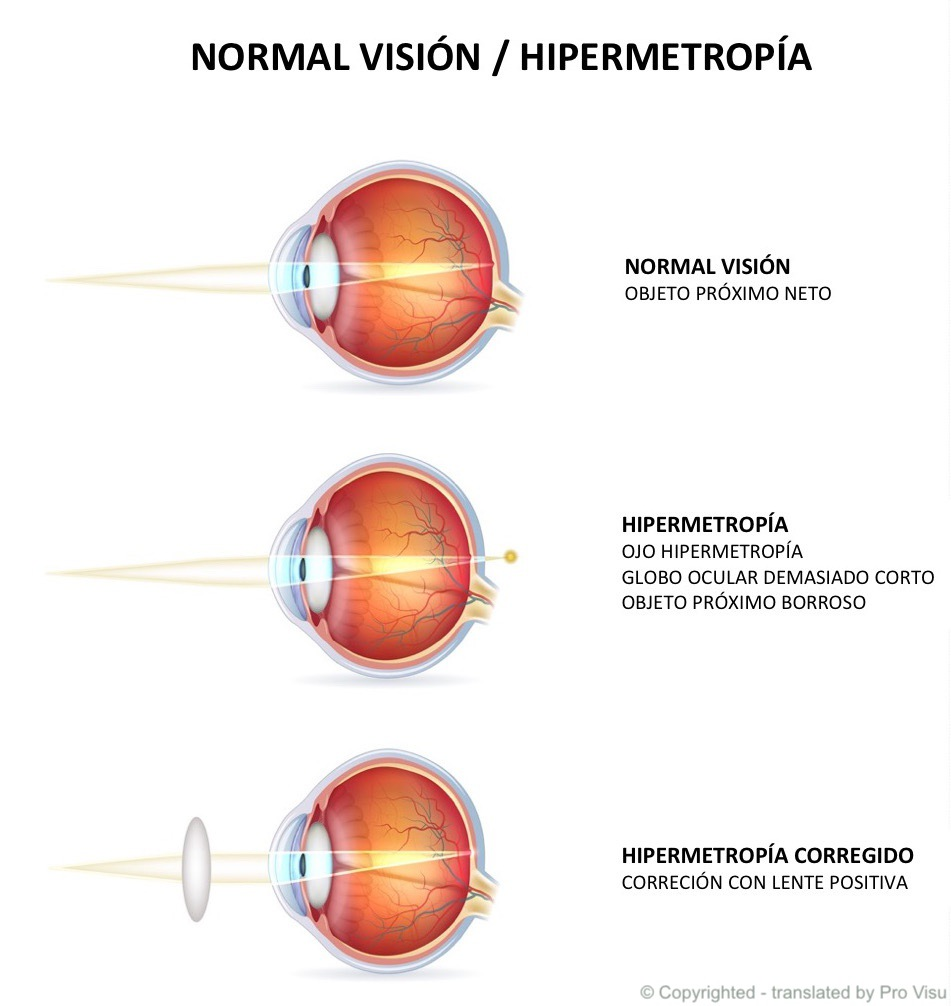 NORMAL VISIÓN / HIPERMETROPÍA
NORMAL VISIÓN
OBJETO PRÓXIMO NETO
HIPERMETROPÍA
OJO HIPERMETROPÍA
GLOBO OCULAR DEMASIADO CORTO
OBJETO PRÓXIMO BORROSO
HIPERMETROPÍA CORREGIDO
CORRECIÓN CON LENTE POSITIVA
© Copyrighted - translated by Pro Visu